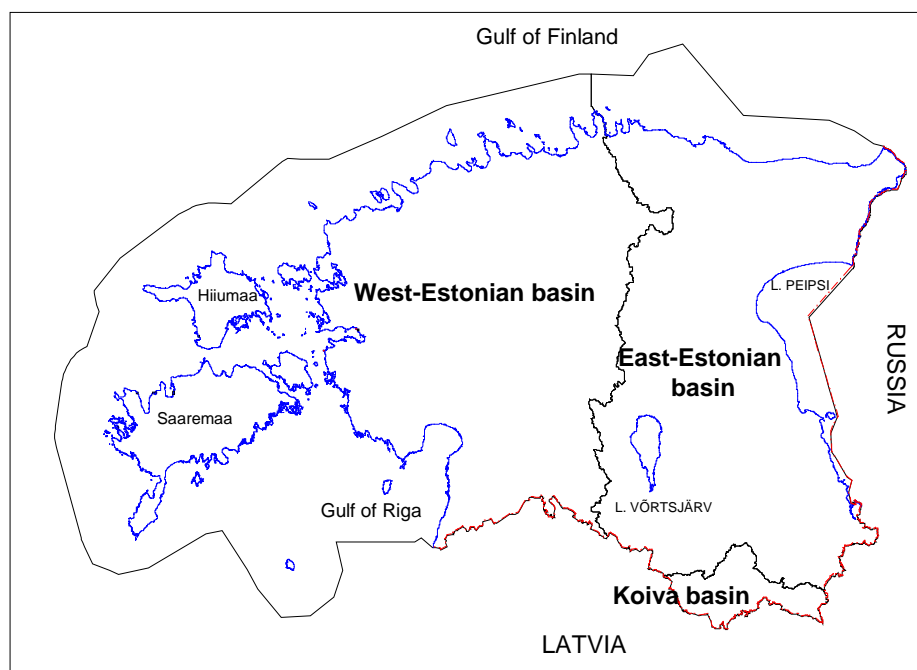 Gulf of Finland
L. PEIPSI
Hiiumaa
West-Estonian basin
RUSSIA
East-Estonian
basin
Saaremaa
L. VÕRTSJÄRV
Gulf of Riga
Koiva basin
LATVIA